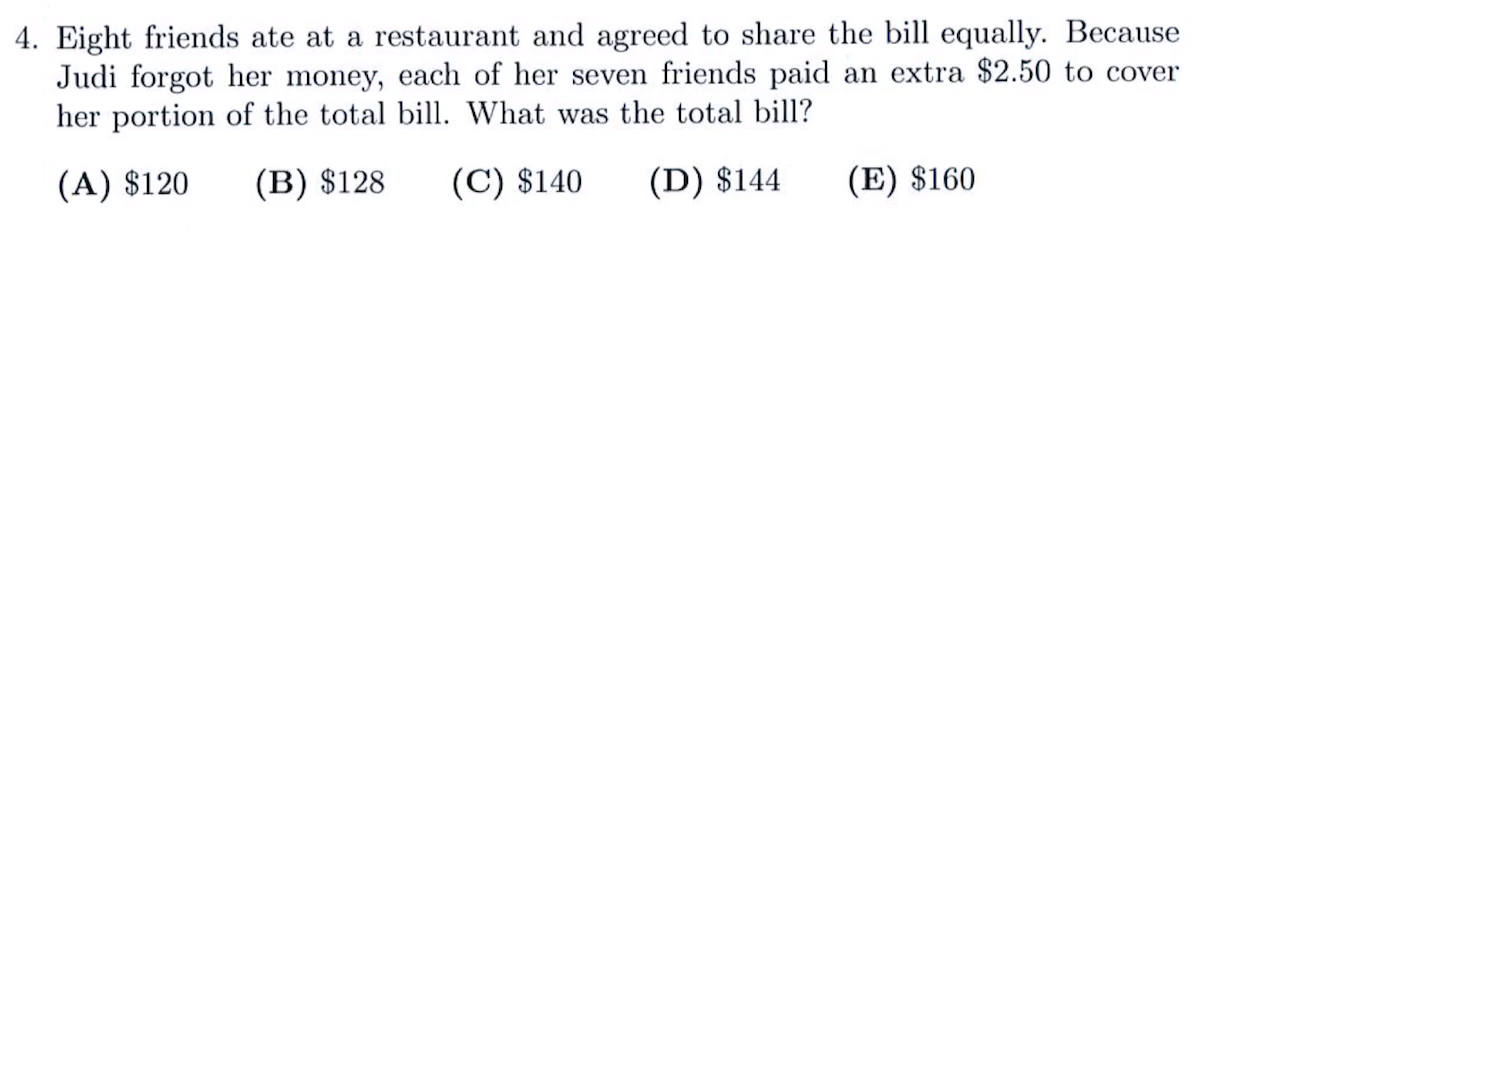 4. Eight friends ate at a restaurant and agreed to share the bill equally. Because
Judi forgot her money, each of her seven friends paid an extra $2.50 to cover
her portion of the total bill. What was the total bill?
(A) $120 (B) $128 (C) $140 (D) $144 (E) $160